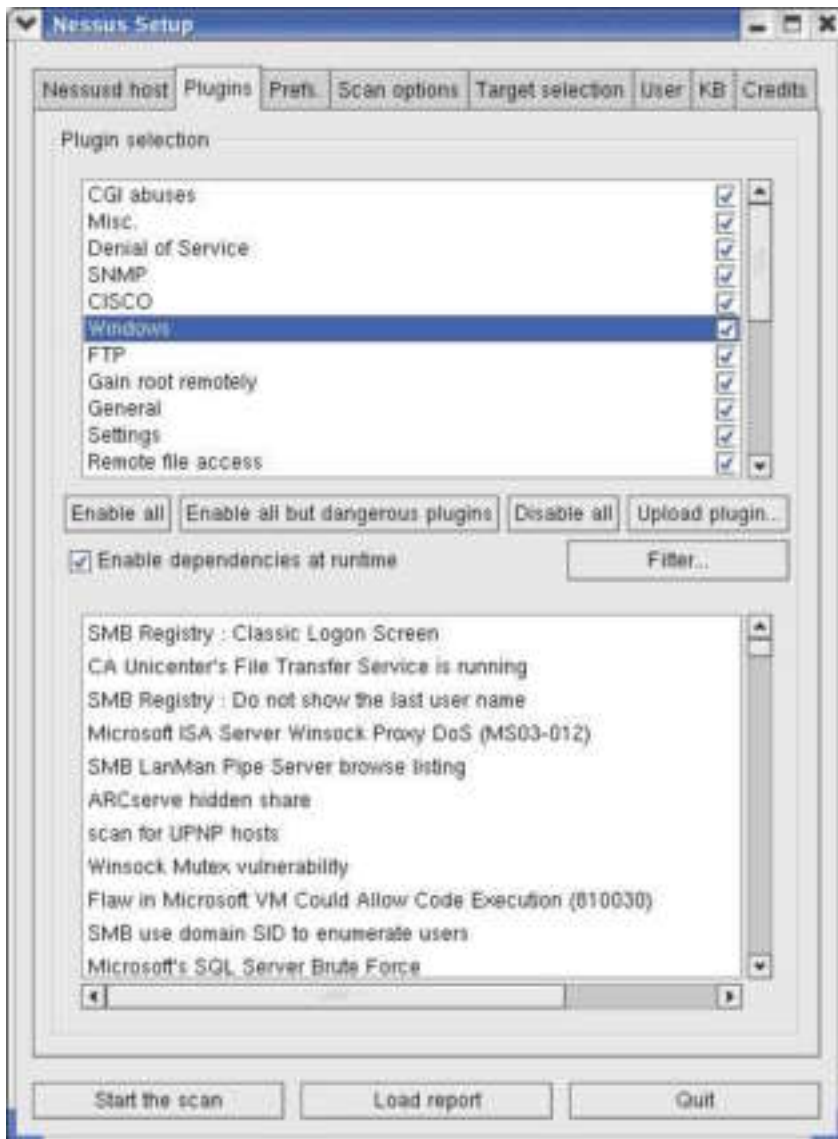 Nessus Setup
Nessusd host Plugins Prefs. Scan options Target selection User KB Credits
Plugin selection
CGI abuses
Misc.
Denial of Service
SNMP
CISCO
Windows
FTP
Gain root remotely
General
Settings
Remote file access
Enable all Enable all but dangerous plugins Disable all Upload plugin...
Enable dependencies at runtime Filter...
SMB Registry : Classic Logon Screen
CA Unicenter's File Transfer Service is running
SMB Registry : Do not show the last user name
Microsoft ISA Server Winsock Proxy DoS (MS03-012)
SMB LanMan Pipe Server browse listing
ARCserve hidden share
scan for UPNP hosts
Winsock Mutex vulnerability
Flaw in Microsoft VM Could Allow Code Execution (810030)
SMB use domain SID to enumerate users
Microsoft's SQL Server Brute Force
Start the scan Load report Quit